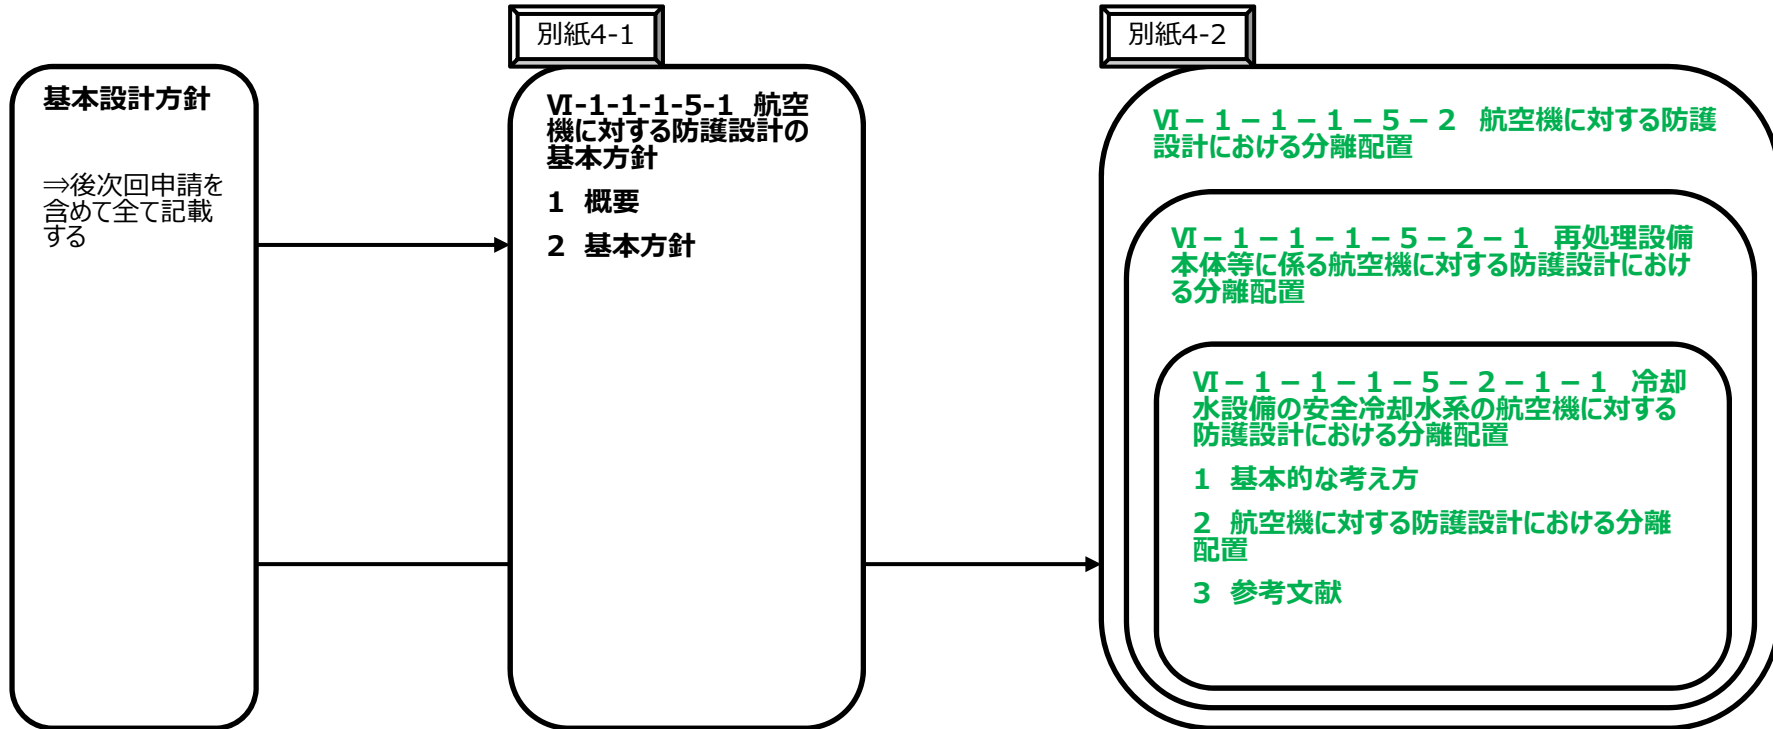 別紙4-1
別紙4-2
基本設計方針
⇒後次回申請を
含めて全て記載
する
Ⅵ-1-1-1-5-1 航空
機に対する防護設計の
基本方針
1 概要
2 基本方針
Ⅵ－１－１－１－５－２ 航空機に対する防護
設計における分離配置
Ⅵ－１－１－１－５－２－１ 再処理設備
本体等に係る航空機に対する防護設計におけ
る分離配置
Ⅵ－１－１－１－５－２－１－１ 冷却
水設備の安全冷却水系の航空機に対する
防護設計における分離配置
1 基本的な考え方
2 航空機に対する防護設計における分離
配置
3 参考文献